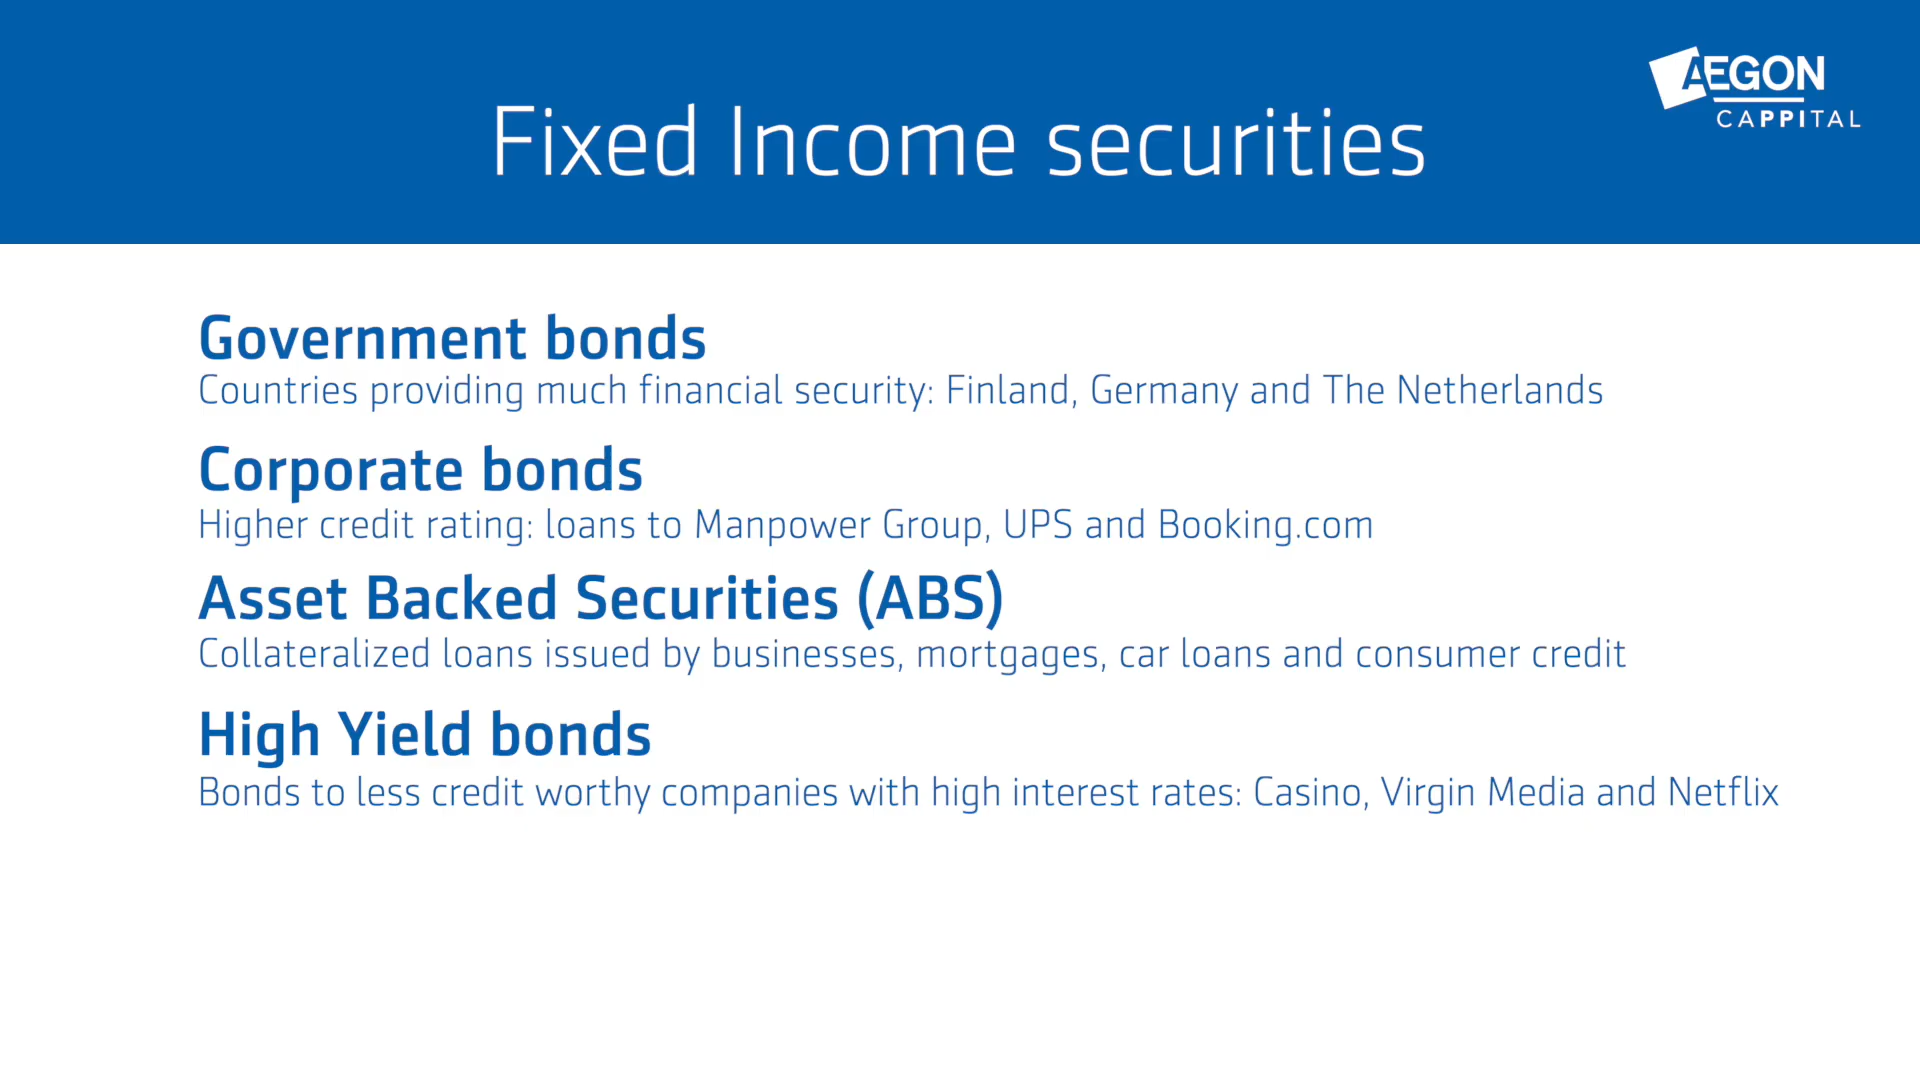 AEGON
CAPPITAL
Fixed Income securities
Government bonds
Countries providing much financial security: Finland, Germany and The Netherlands
Corporate bonds
Higher credit rating: loans to Manpower Group, UPS and Booking.com
Asset Backed Securities (ABS)
Collateralized loans issued by businesses, mortgages, car loans and consumer credit
High Yield bonds
Bonds to less credit worthy companies with high interest rates: Casino, Virgin Media and Netflix